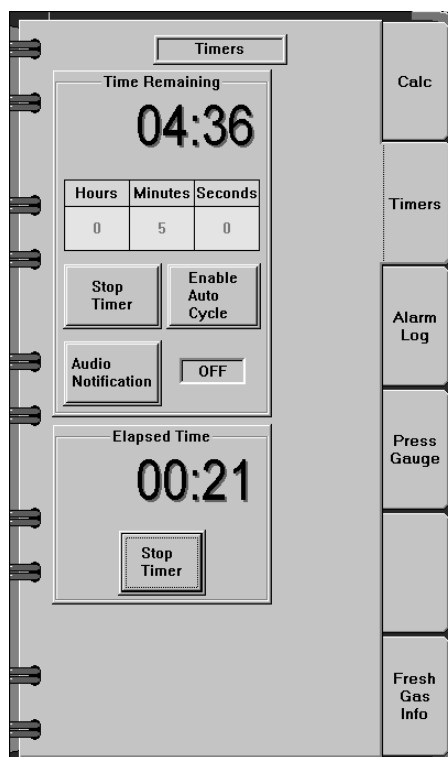 Timers
Time Remaining
04:36
Hours Minutes Seconds
0 5 0
Stop
Timer
Enable
Auto
Cycle
Audio
Notification
OFF
Elapsed Time
00:21
Stop
Timer
Calc
Timers
Alarm
Log
Press
Gauge
Fresh
Gas
Info